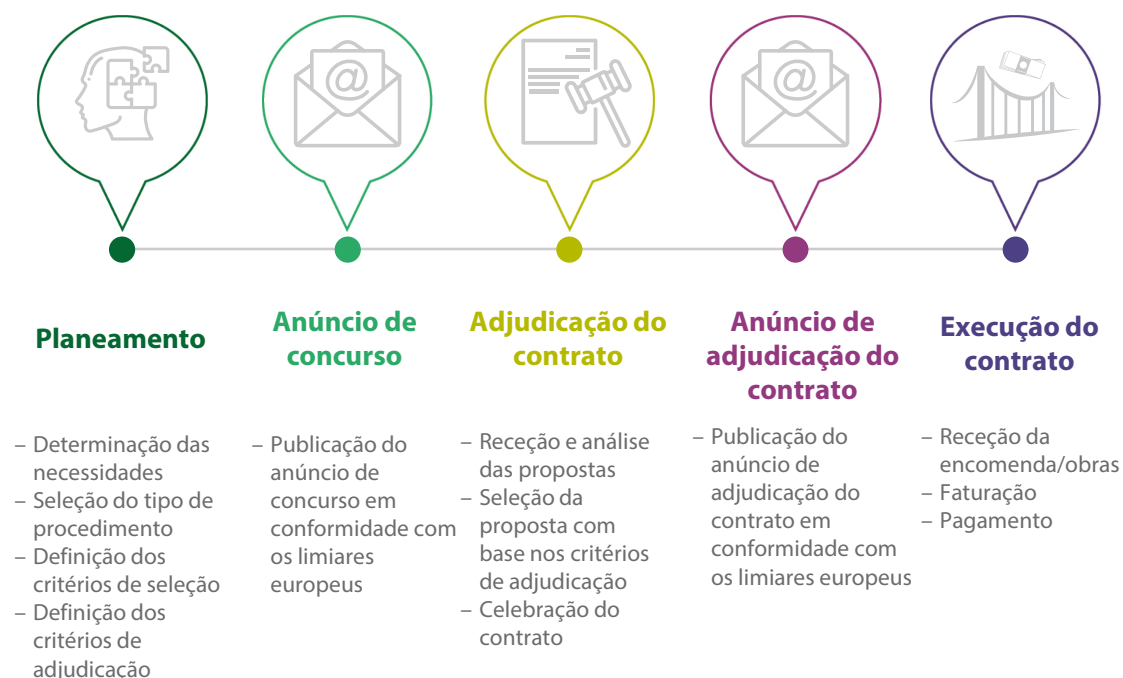 @
@
Planeamento
– Determinação das
necessidades
– Seleção do tipo de
procedimento
– Definição dos
critérios de seleção
– Definição dos
critérios de
adjudicação
Anúncio de
concurso
– Publicação do
anúncio de
concurso em
conformidade com
os limiares
europeus
Adjudicação do
contrato
– Receção e análise
das propostas
– Seleção da
proposta com
base nos critérios
de adjudicação
– Celebração do
contrato
Anúncio de
adjudicação do
contrato
– Publicação do
anúncio de
adjudicação do
contrato em
conformidade com
os limiares europeus
Execução do
contrato
– Receção da
encomenda/obras
– Faturação
– Pagamento